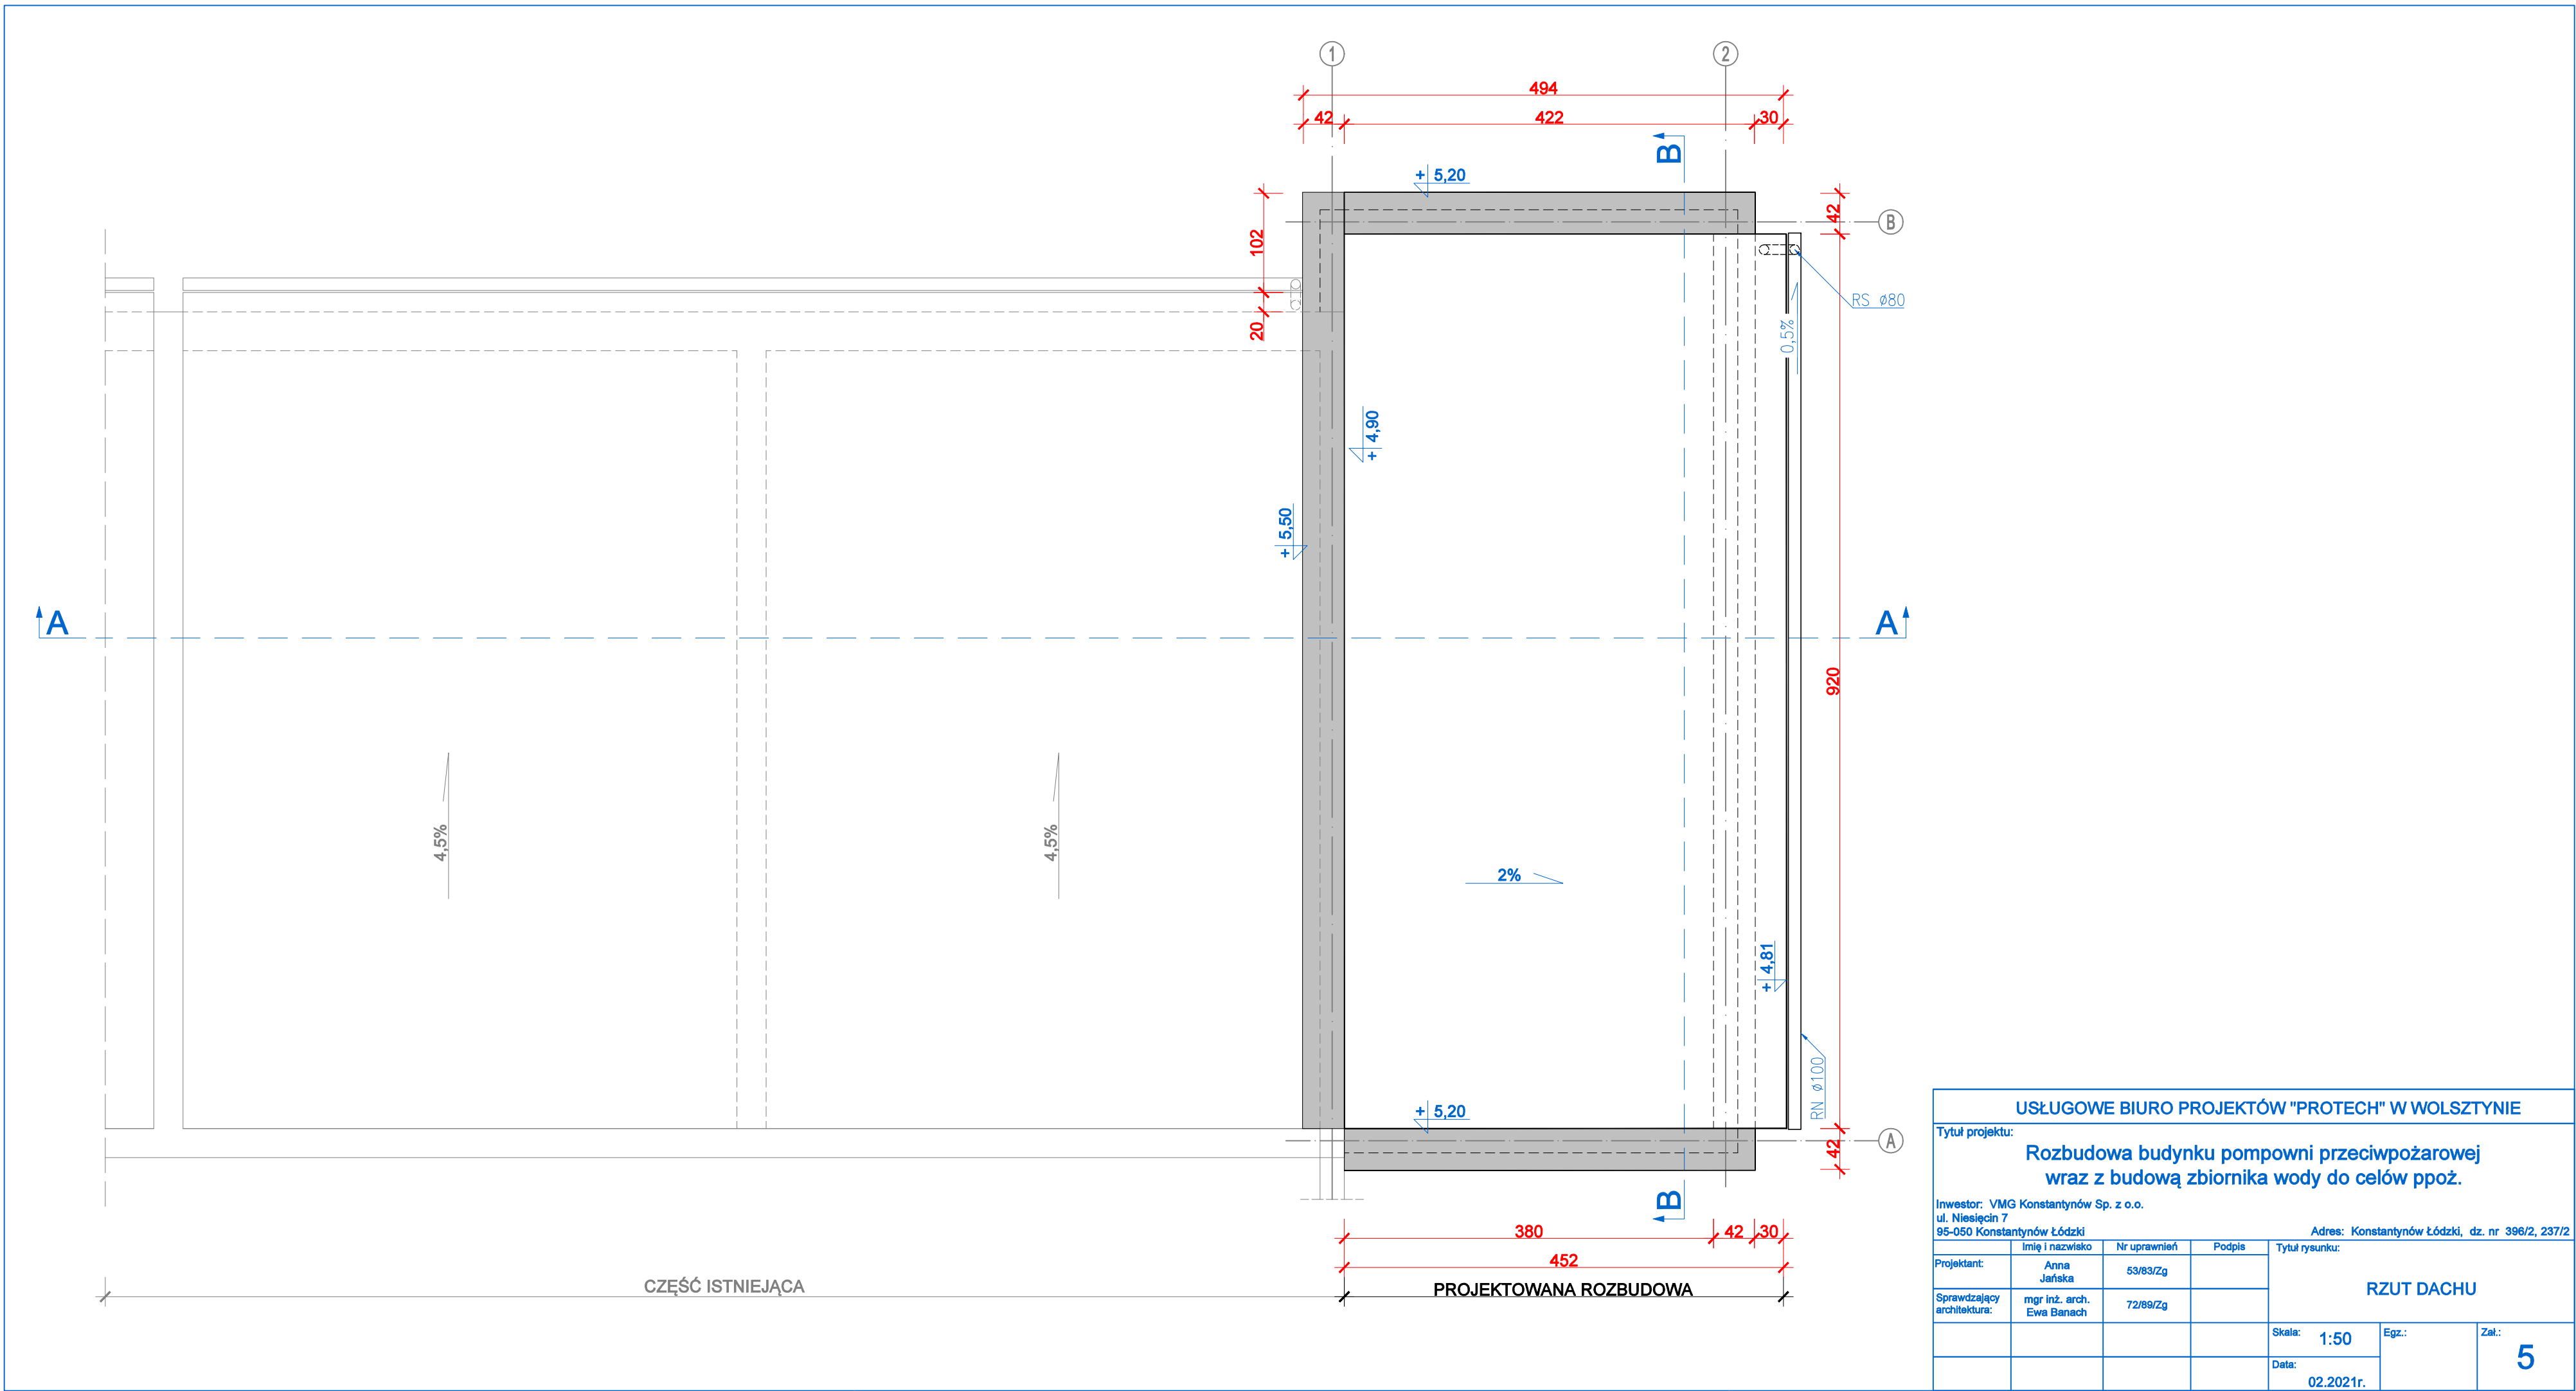 1
2
494
42
422
30
B
+ 5,20
42
B
102
20
RS ø80
0,5%
+ 4,90
+ 5,50
A
A
920
4,5%
4,5%
2%
+ 4,81
RN ø100
+ 5,20
A
42
B
380
42
30
452
CZĘŚĆ ISTNIEJĄCA
PROJEKTOWANA ROZBUDOWA
USŁUGOWE BIURO PROJEKTÓW "PROTECH" W WOLSZTYNIE
Tytuł projektu:
Rozbudowa budynku pompowni przeciwpożarowej
wraz z budową zbiornika wody do celów ppoż.
Inwestor: VMG Konstantynów Sp. z o.o.
ul. Niesięcin 7
95-050 Konstantynów Łódzki
Adres: Konstantynów Łódzki, dz. nr 396/2, 237/2
Imię i nazwisko
Nr uprawnień
Podpis
Tytuł rysunku:
Projektant:
Anna
Jańska
53/83/Zg
RZUT DACHU
Sprawdzający
architektura:
mgr inż. arch.
Ewa Banach
72/89/Zg
Skala: 1:50
Egz.:
Zał.:
5
Data:
02.2021r.